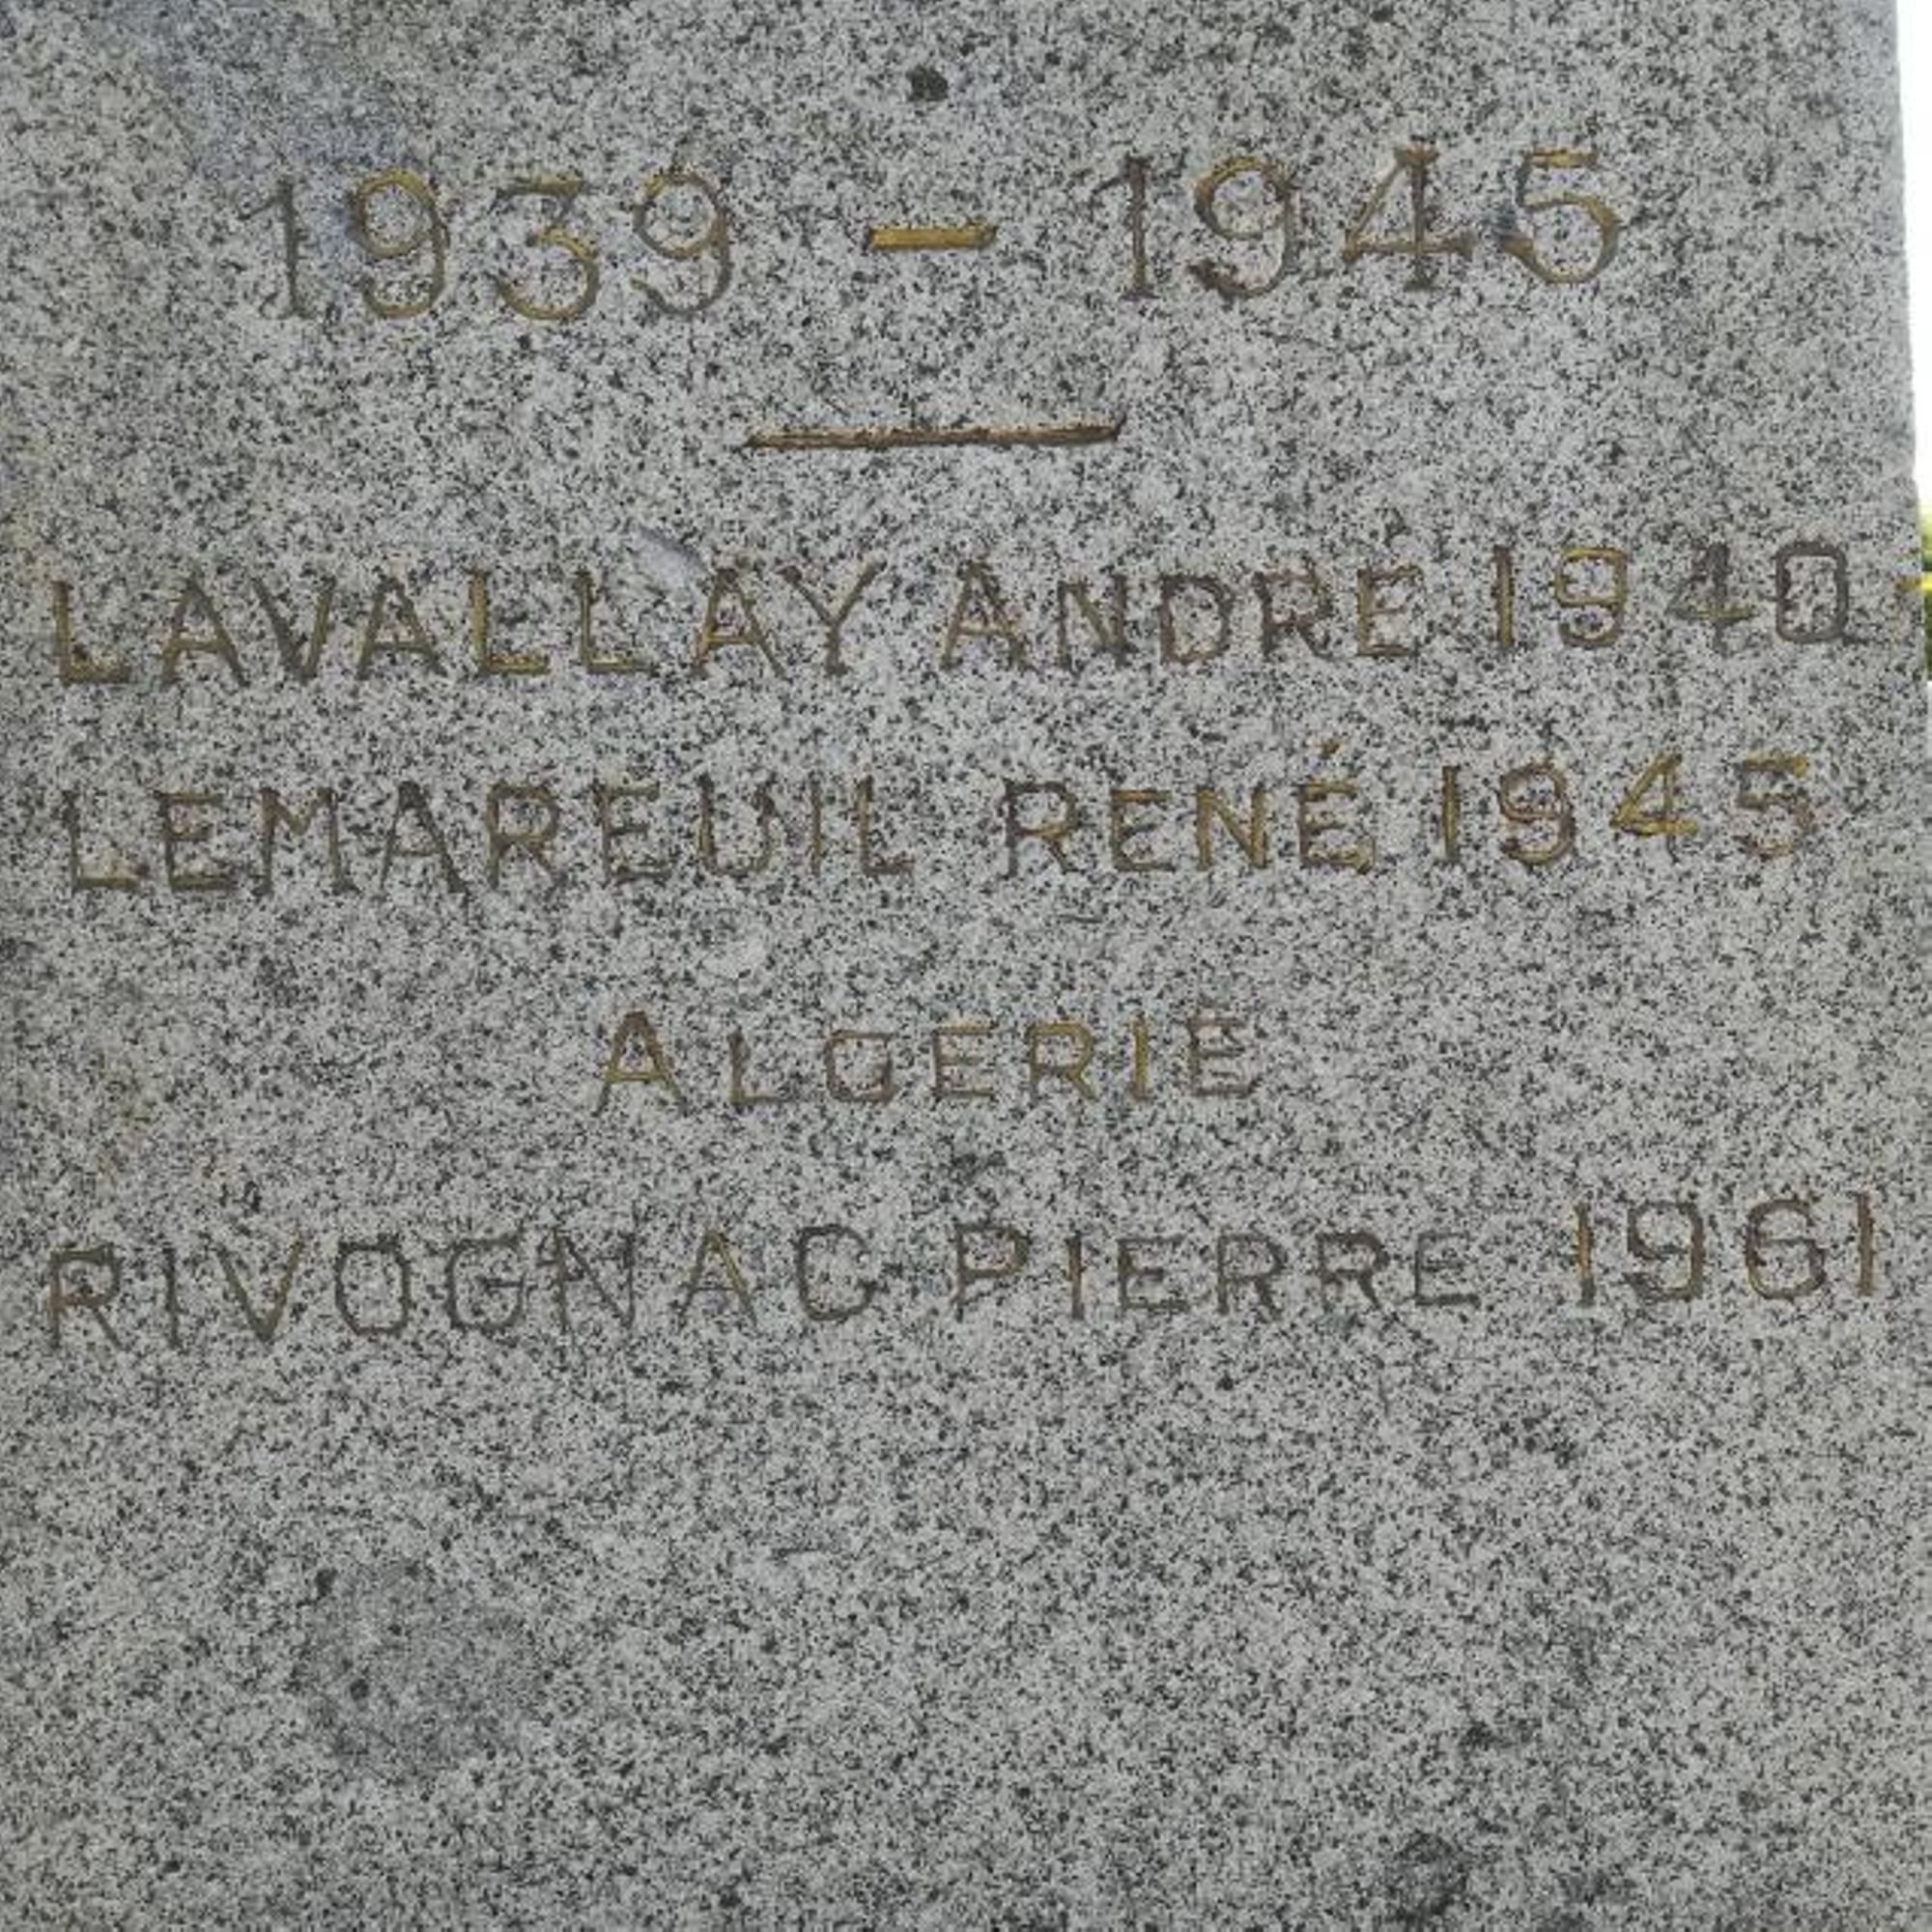 1939 – 1945
LAVALLAY ANDRE 1940
LEMAREUIL RENÉ 1945
ALGERIE
RIVOGNAC PIERRE 1961